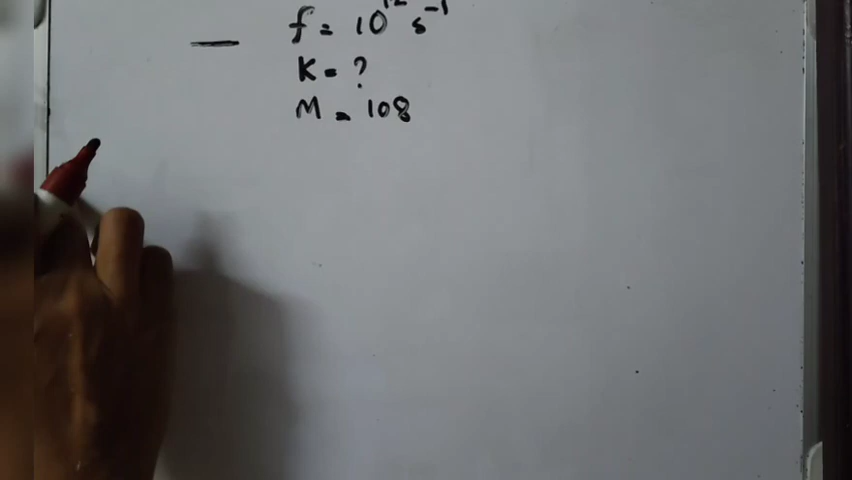 f = 10¹² s⁻¹
K = ?
M = 108